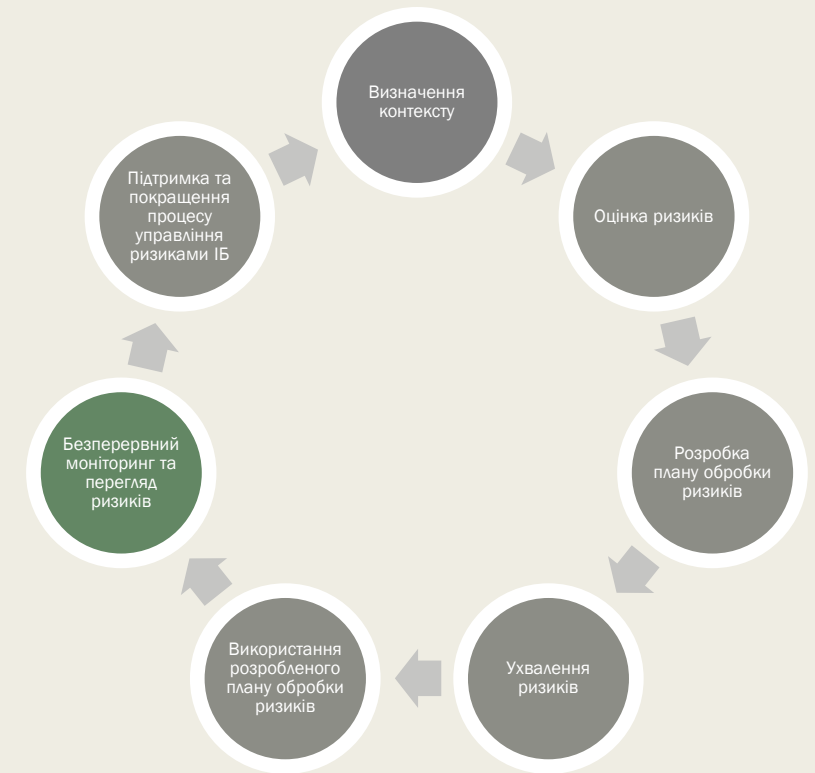 Визначення
контексту
Оцінка ризиків
Розробка
плану обробки
ризиків
Ухвалення
ризиків
Використання
розробленого
плану обробки
ризиків
Безперервний
моніторинг та
перегляд
ризиків
Підтримка та
покращення
процесу
управління
ризиками ІБ